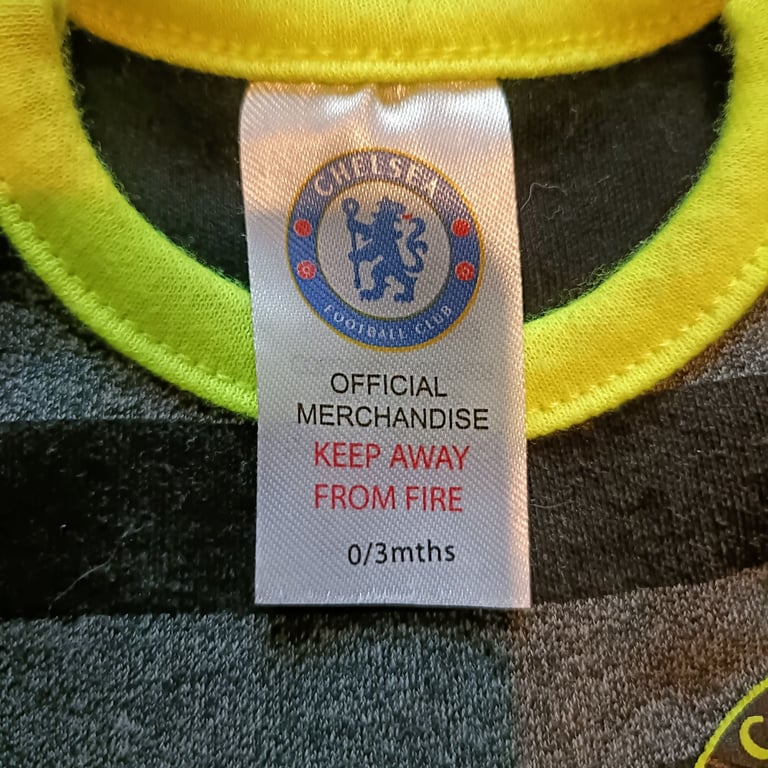 CHELSEA
FOOTBALL CLUB
OFFICIAL
MERCHANDISE
KEEP AWAY
FROM FIRE
0/3mths
C